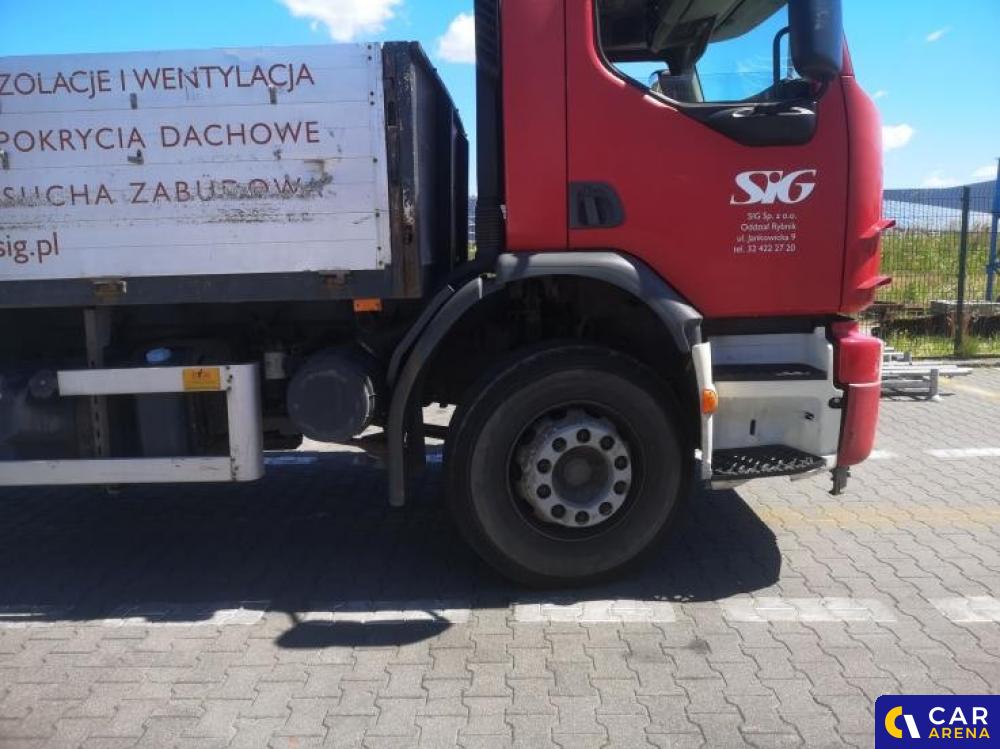 ZOLACJE I WENTYLACJA
POKRYCIA DACHOWE
SUCHA ZABUDOW
sig.pl
SIG
SIG Sp. z o.o.
Oddział Rybnik
ul. Jankowicka 9
tel. 32 422 27 20
CAR
ARENA